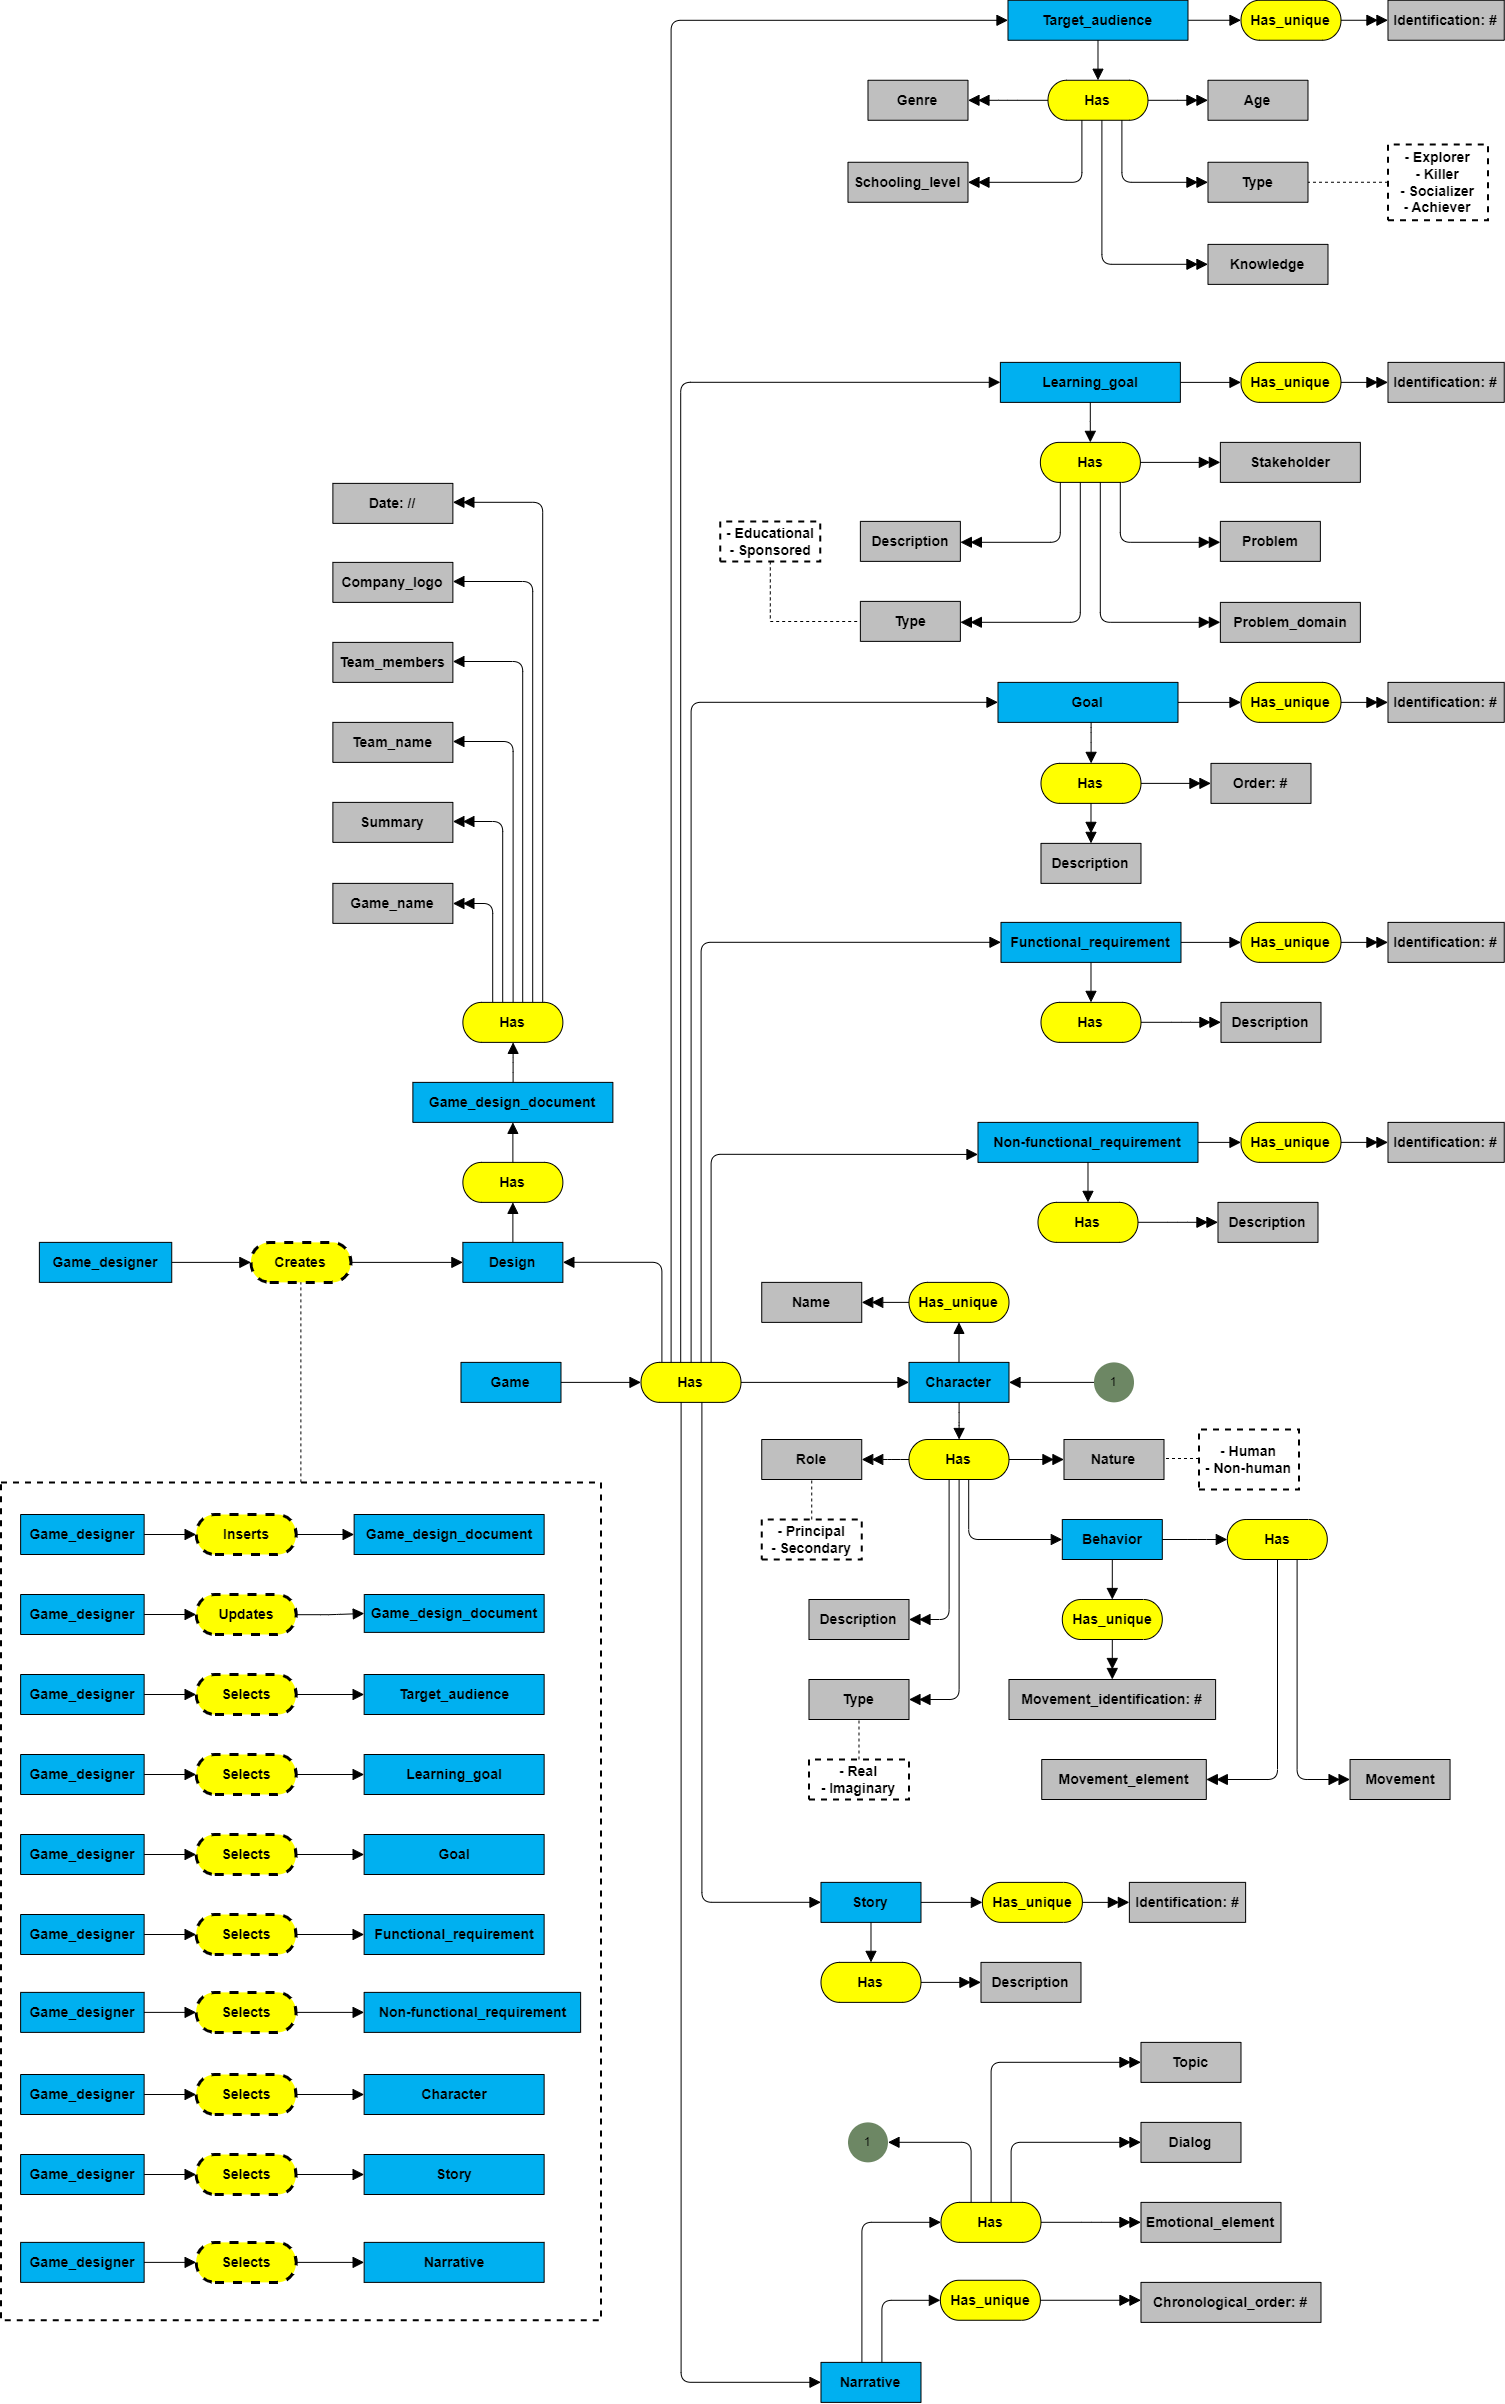 Target_audience
Has_unique
Identification: #
Genre
Has
Age
Schooling_level
Type
- Explorer
- Killer
- Socializer
- Achiever
Knowledge
Learning_goal
Has_unique
Identification: #
Has
Stakeholder
- Educational
- Sponsored
Description
Problem
Type
Problem_domain
Date: //
Company_logo
Team_members
Team_name
Summary
Game_name
Has
Game_design_document
Has
Goal
Has_unique
Identification: #
Has
Order: #
Description
Functional_requirement
Has_unique
Identification: #
Has
Description
Non-functional_requirement
Has_unique
Identification: #
Has
Description
Game_designer
Creates
Design
Name
Has_unique
Game
Has
Character
1
Role
Has
Nature
- Human
- Non-human
- Principal
- Secondary
Behavior
Has
Description
Has_unique
Type
Movement_identification: #
- Real
- Imaginary
Movement_element
Movement
Game_designer
Inserts
Game_design_document
Game_designer
Updates
Game_design_document
Game_designer
Selects
Target_audience
Game_designer
Selects
Learning_goal
Game_designer
Selects
Goal
Game_designer
Selects
Functional_requirement
Game_designer
Selects
Non-functional_requirement
Game_designer
Selects
Character
Game_designer
Selects
Story
Game_designer
Selects
Narrative
Story
Has_unique
Identification: #
Has
Description
Topic
1
Dialog
Has
Emotional_element
Has_unique
Chronological_order: #
Narrative